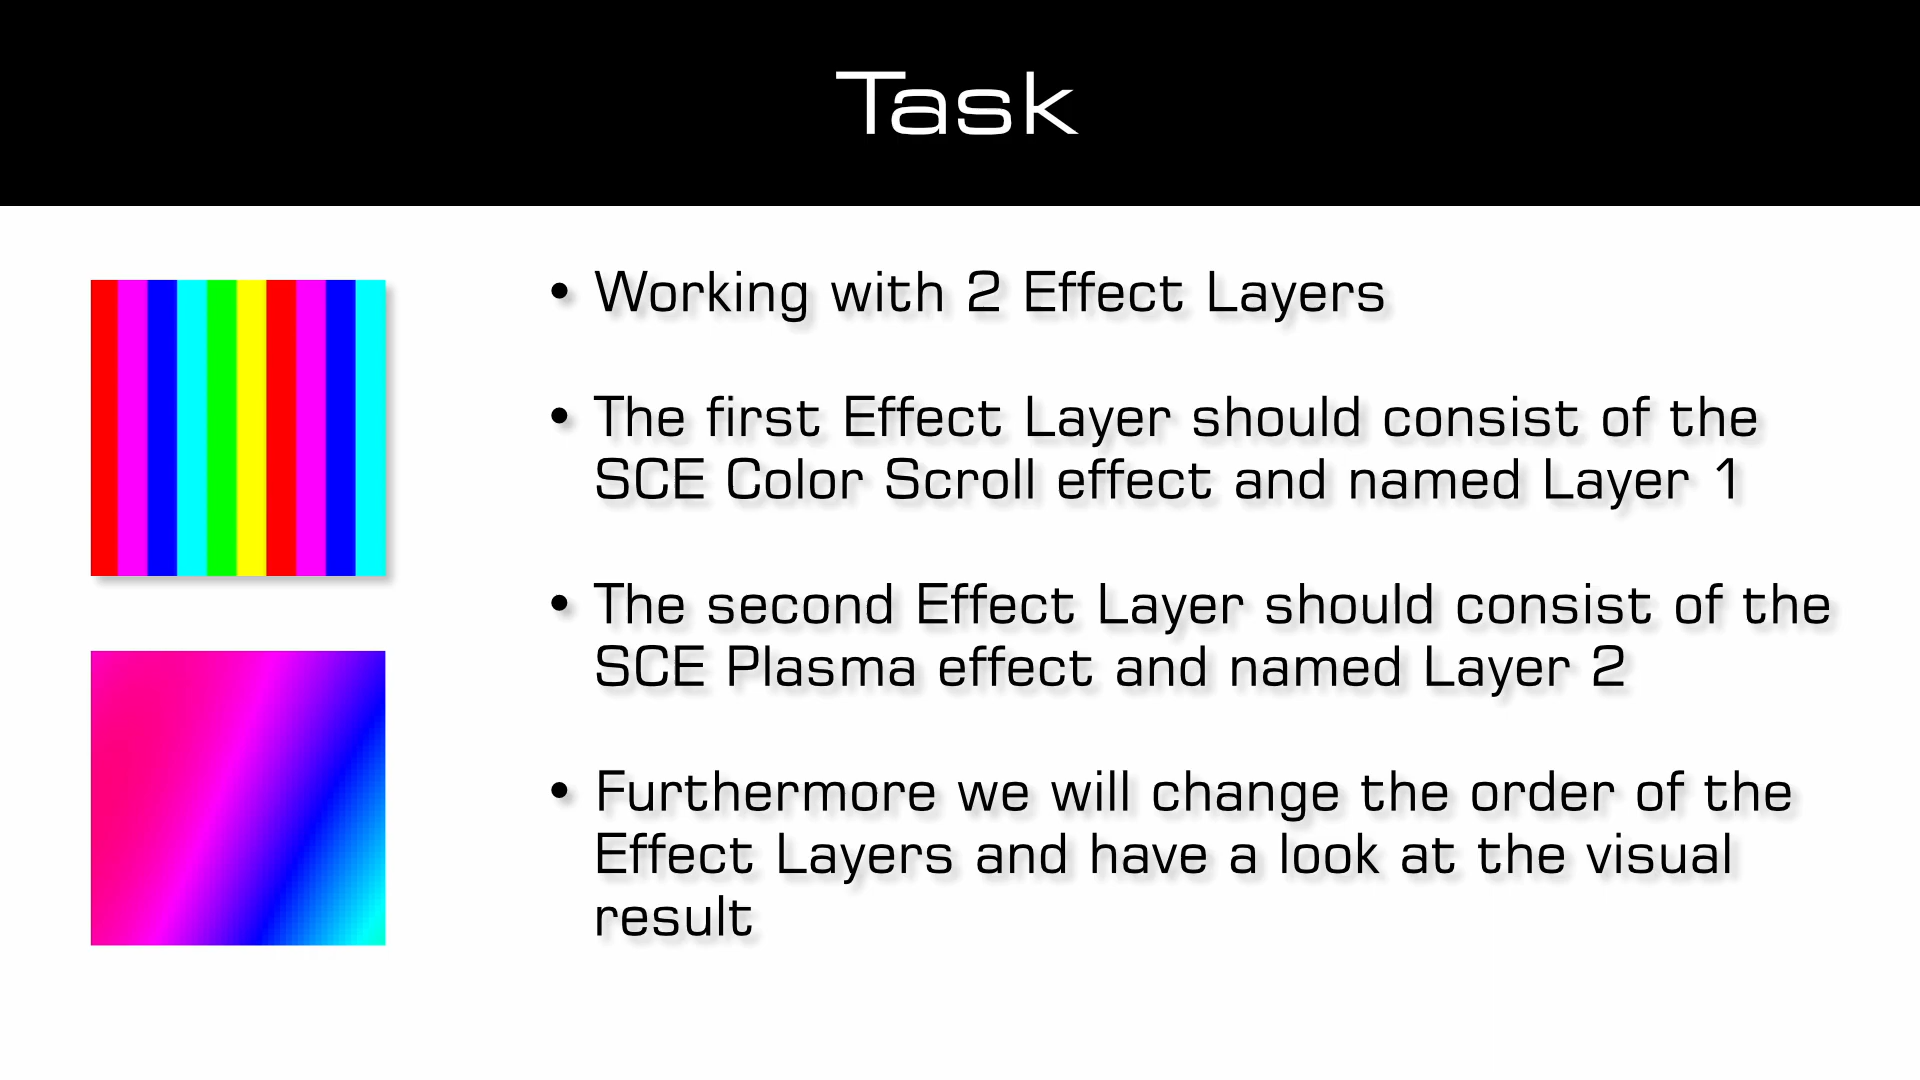 Task
• Working with 2 Effect Layers
• The first Effect Layer should consist of the
SCE Color Scroll effect and named Layer 1
• The second Effect Layer should consist of the
SCE Plasma effect and named Layer 2
• Furthermore we will change the order of the
Effect Layers and have a look at the visual
result